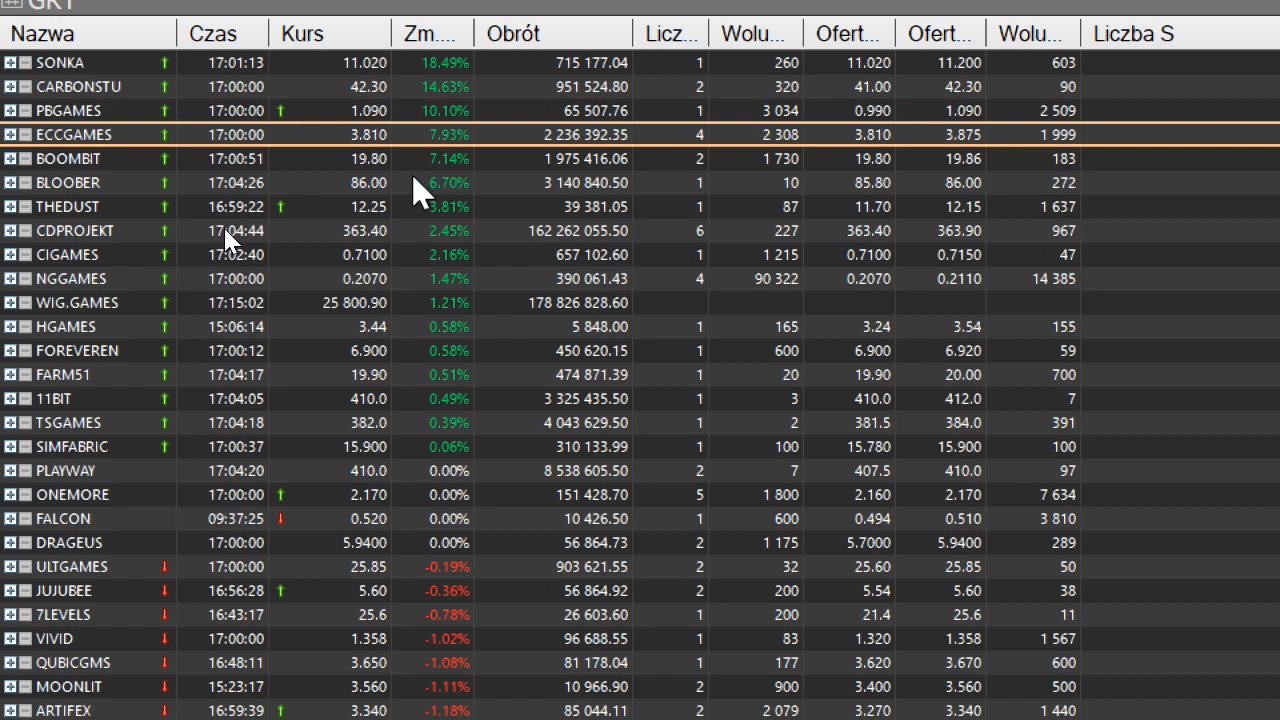 GRY
Nazwa Czas Kurs Zm.... Obrót Licz... Wolu... Ofert... Ofert... Wolu... Liczba S
SONKA 17:01:13 11.020 18.49% 715 177.04 1 260 11.020 11.200 603
CARBONSTU 17:00:00 42.30 14.63% 951 524.80 2 320 41.00 42.30 90
PBGAMES 17:00:00 1.090 10.10% 65 507.76 1 3 034 0.990 1.090 2 509
ECCGAMES 17:00:00 3.810 7.93% 2 236 392.35 4 2 308 3.810 3.875 1 999
BOOMBIT 17:00:51 19.80 7.14% 1 975 416.06 2 1 730 19.80 19.86 183
BLOOBER 17:04:26 86.00 6.70% 3 140 840.50 1 10 85.80 86.00 272
THEDUST 16:59:22 12.25 3.81% 39 381.05 1 87 11.70 12.15 1 637
CDPROJEKT 17:04:44 363.40 2.45% 162 262 055.50 6 227 363.40 363.90 967
CIGAMES 17:02:40 0.7100 2.16% 657 102.60 1 1 215 0.7100 0.7150 47
NGGAMES 17:00:00 0.2070 1.47% 390 061.43 4 90 322 0.2070 0.2110 14 385
WIG.GAMES 17:15:02 25 800.90 1.21% 178 826 828.60
HGAMES 15:06:14 3.44 0.58% 5 848.00 1 165 3.24 3.54 155
FOREVEREN 17:00:12 6.900 0.58% 450 620.15 1 600 6.900 6.920 59
FARM51 17:04:17 19.90 0.51% 474 871.39 1 20 19.90 20.00 700
11BIT 17:04:05 410.0 0.49% 3 325 435.50 1 3 410.0 412.0 7
TSGAMES 17:04:18 382.0 0.39% 4 043 629.50 1 2 381.5 384.0 391
SIMFABRIC 17:00:37 15.900 0.06% 310 133.99 1 100 15.780 15.900 100
PLAYWAY 17:04:20 410.0 0.00% 8 538 605.50 2 7 407.5 410.0 97
ONEMORE 17:00:00 2.170 0.00% 151 428.70 5 1 800 2.160 2.170 7 634
FALCON 09:37:25 0.520 0.00% 10 426.50 1 600 0.494 0.510 3 810
DRAGEUS 17:00:00 5.9400 0.00% 56 864.73 2 1 175 5.7000 5.9400 289
ULTGAMES 17:00:00 25.85 -0.19% 903 621.55 2 32 25.60 25.85 50
JUJUBEE 16:56:28 5.60 -0.36% 56 864.92 2 200 5.54 5.60 38
7LEVELS 16:43:17 25.6 -0.78% 26 603.60 1 200 21.4 25.6 11
VIVID 17:00:00 1.358 -1.02% 96 688.55 1 83 1.320 1.358 1 567
QUBICGMS 16:48:11 3.650 -1.08% 81 178.04 1 177 3.620 3.670 600
MOONLIT 15:23:17 3.560 -1.11% 10 966.90 2 900 3.400 3.560 500
ARTIFEX 16:59:39 3.340 -1.18% 85 044.11 2 2 079 3.270 3.340 1 440